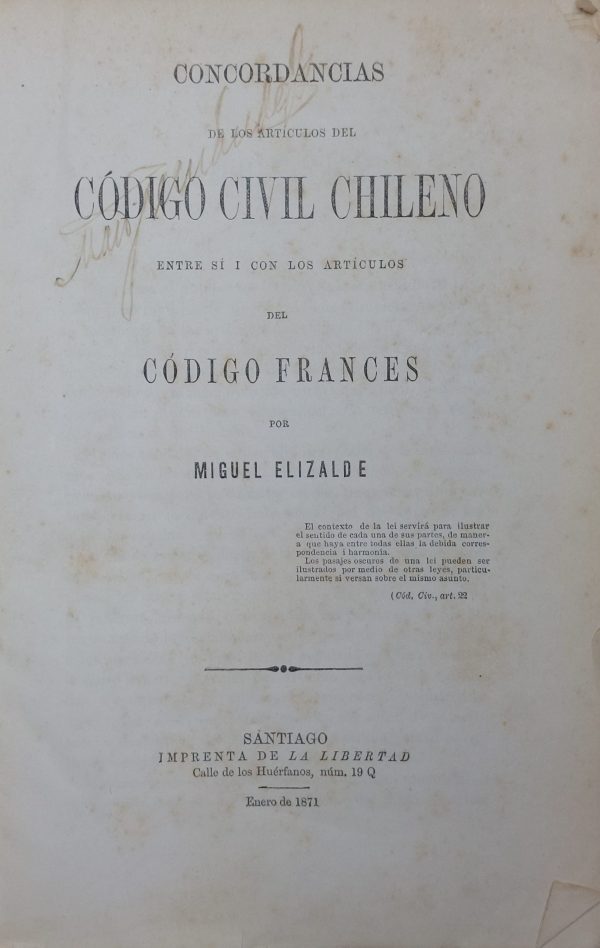 CONCORDANCIAS
DE LOS ARTÍCULOS DEL
CÓDIGO CIVIL CHILENO
ENTRE SÍ I CON LOS ARTÍCULOS
DEL
CÓDIGO FRANCES
POR
MIGUEL ELIZALDE
El contexto de la lei servirá para ilustrar
el sentido de cada una de sus partes, de maner-
a que haya entre todas ellas la debida corres-
pondencia i harmonía.
Los pasajes oscuros de una lei pueden ser
ilustrados por medio de otras leyes, particu-
larmente si versan sobre el mismo asunto.
(Cód. Civ., art. 22
SANTIAGO
IMPRENTA DE LA LIBERTAD
Calle de los Huérfanos, núm. 19 Q
Enero de 1871